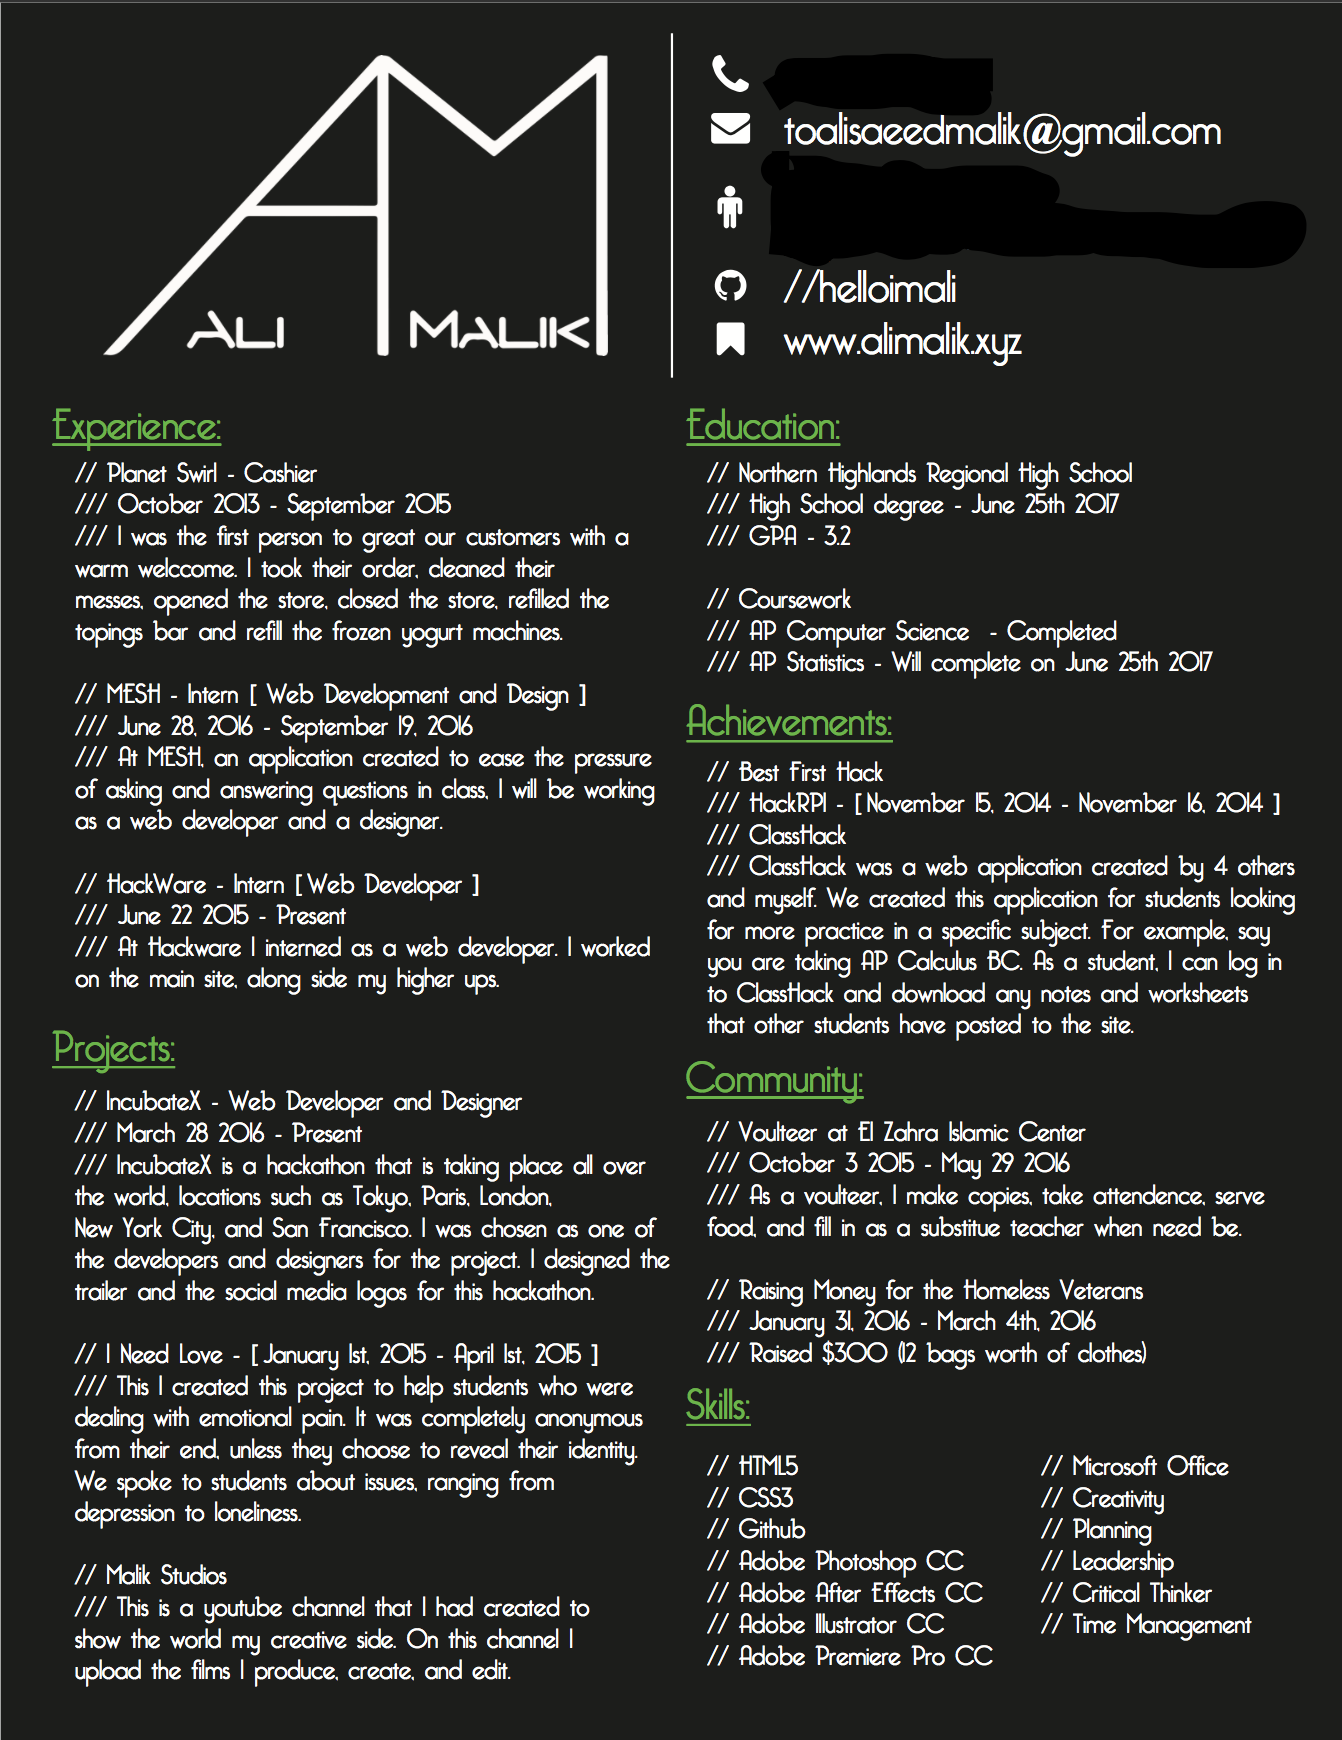 ALI MALIK
toalisaeedmalik@gmail.com
//helloimali
www.alimalik.xyz
Experience:
// Planet Swirl - Cashier
/// October 2013 - September 2015
/// I was the first person to great our customers with a
warm welccome. I took their order, cleaned their
messes, opened the store, closed the store, refilled the
topings bar and refill the frozen yogurt machines.
// MESH - Intern [ Web Development and Design ]
/// June 28, 2016 - September 19, 2016
/// At MESH, an application created to ease the pressure
of asking and answering questions in class, I will be working
as a web developer and a designer.
// HackWare - Intern [ Web Developer ]
/// June 22 2015 - Present
/// At Hackware I interned as a web developer. I worked
on the main site, along side my higher ups.
Projects:
// IncubateX - Web Developer and Designer
/// March 28 2016 - Present
/// IncubateX is a hackathon that is taking place all over
the world, locations such as Tokyo, Paris, London,
New York City, and San Francisco. I was chosen as one of
the developers and designers for the project. I designed the
trailer and the social media logos for this hackathon.
// I Need Love - [ January 1st, 2015 - April 1st, 2015 ]
/// This I created this project to help students who were
dealing with emotional pain. It was completely anonymous
from their end, unless they choose to reveal their identity.
We spoke to students about issues, ranging from
depression to loneliness.
// Malik Studios
/// This is a youtube channel that I had created to
show the world my creative side. On this channel I
upload the films I produce, create, and edit.
Education:
// Northern Highlands Regional High School
/// High School degree - June 25th 2017
/// GPA - 3.2
// Coursework
/// AP Computer Science  - Completed
/// AP Statistics - Will complete on June 25th 2017
Achievements:
// Best First Hack
/// HackRPI - [ November 15, 2014 - November 16, 2014 ]
/// ClassHack
/// ClassHack was a web application created by 4 others
and myself. We created this application for students looking
for more practice in a specific subject. For example, say
you are taking AP Calculus BC. As a student, I can log in
to ClassHack and download any notes and worksheets
that other students have posted to the site.
Community:
// Voulteer at El Zahra Islamic Center
/// October 3 2015 - May 29 2016
/// As a voulteer, I make copies, take attendence, serve
food, and fill in as a substitue teacher when need be.
// Raising Money for the Homeless Veterans
/// January 31, 2016 - March 4th, 2016
/// Raised $300 (12 bags worth of clothes)
Skills:
// HTML5
// CSS3
// Github
// Adobe Photoshop CC
// Adobe After Effects CC
// Adobe Illustrator CC
// Adobe Premiere Pro CC
// Microsoft Office
// Creativity
// Planning
// Leadership
// Critical Thinker
// Time Management